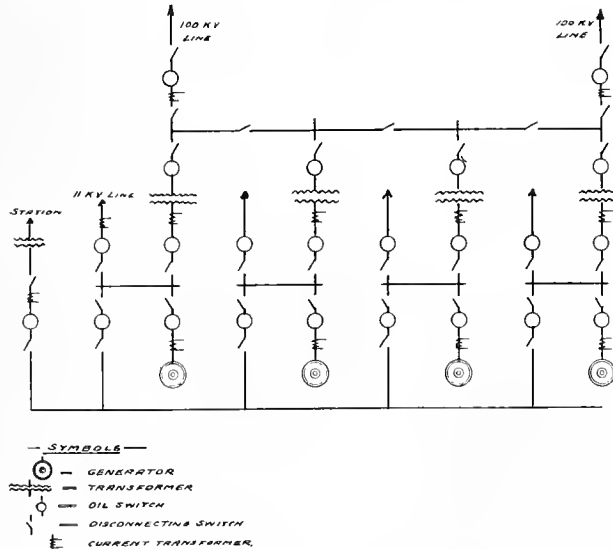 100 KV
LINE
100 KV
LINE
11 KV LINE
STATION
— SYMBOLS —
— GENERATOR
— TRANSFORMER
— OIL SWITCH
— DISCONNECTING SWITCH
CURRENT TRANSFORMER.